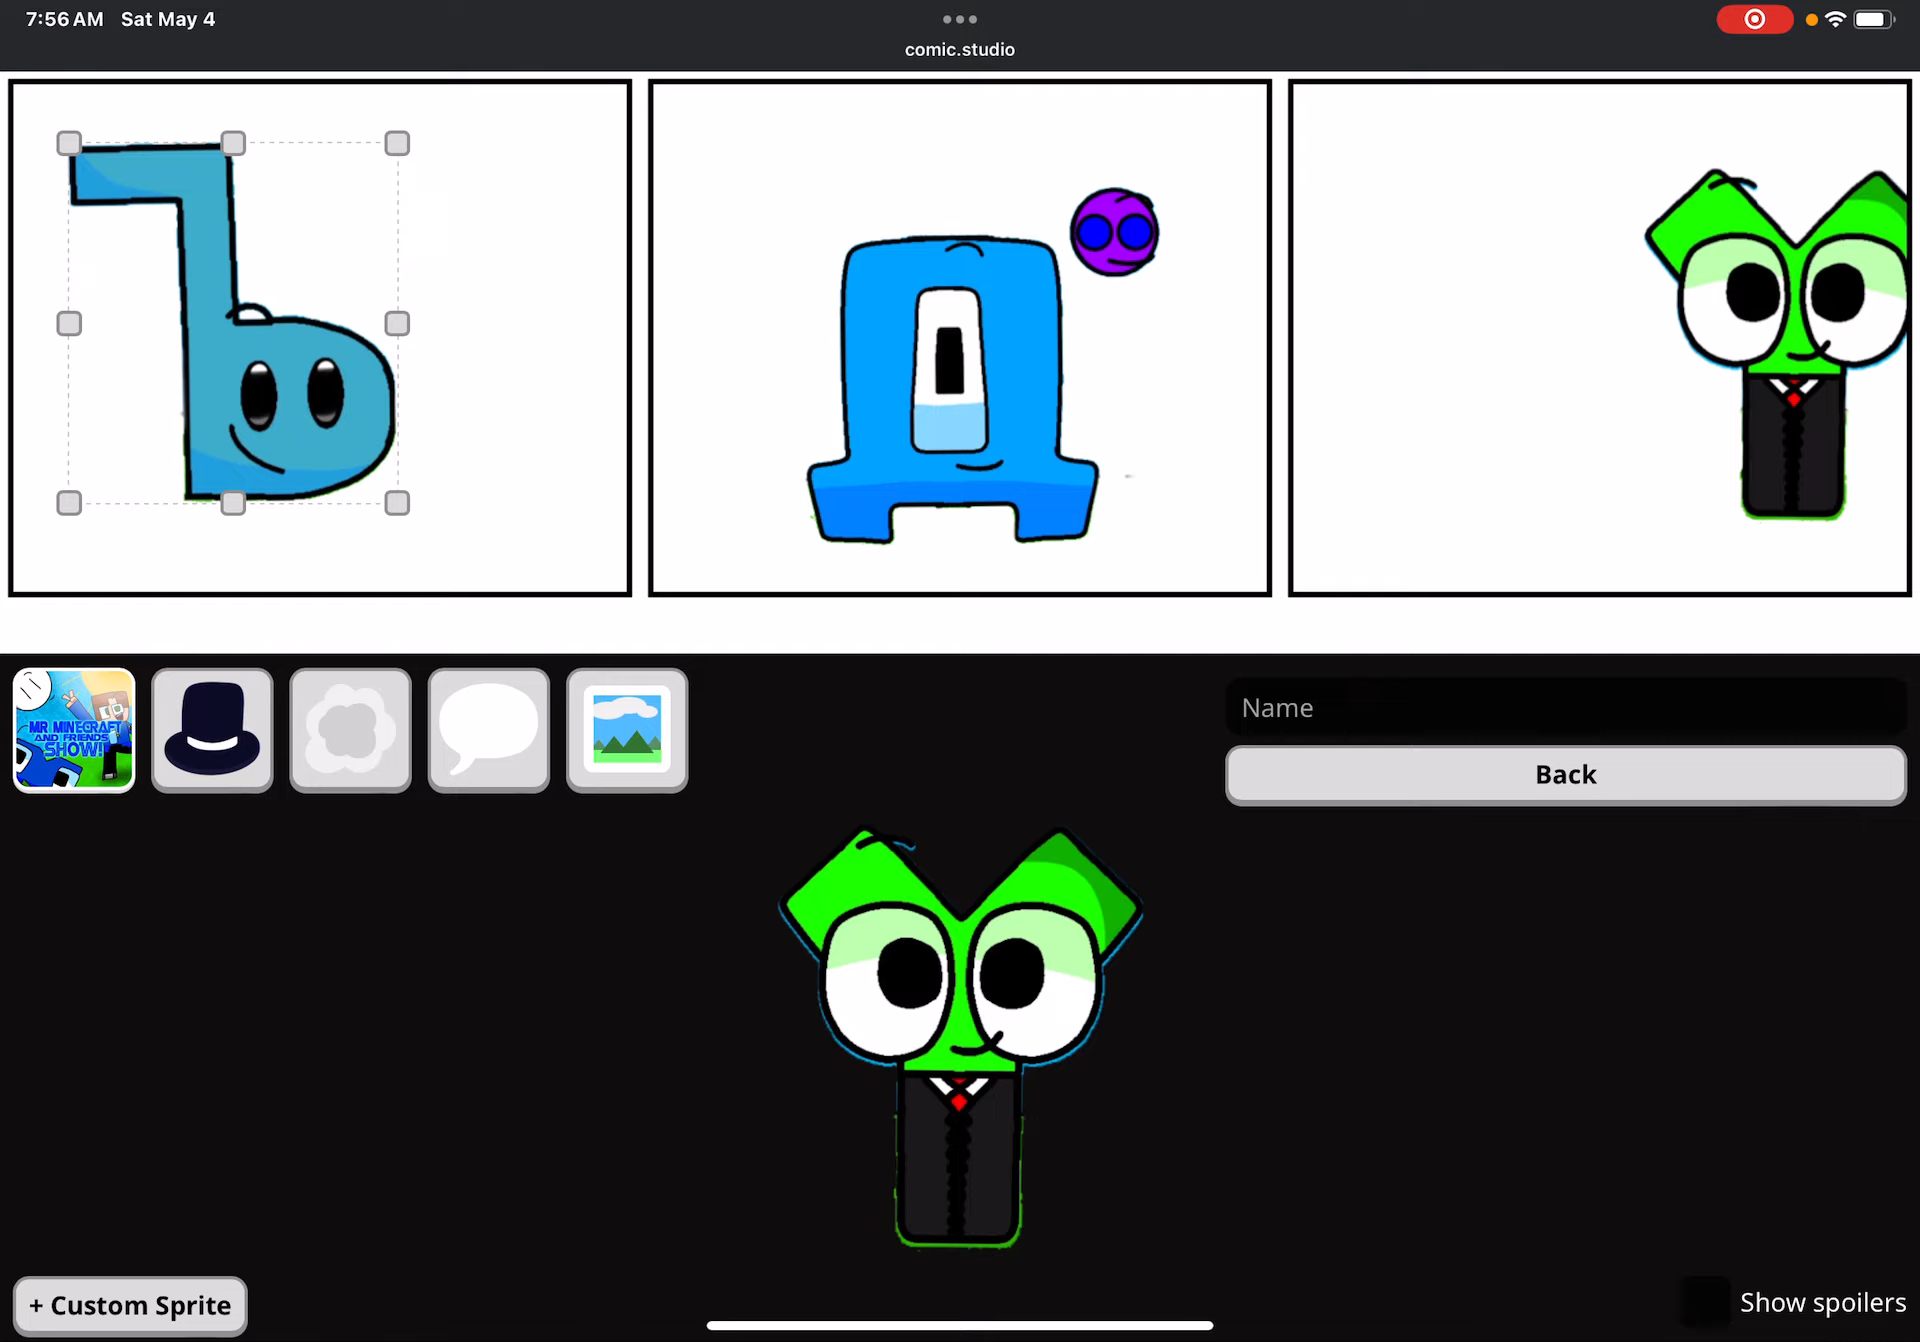 7:56 AM Sat May 4
comic.studio
Ъ
Д
Y
MR MINECRAFT
AND FRIENDS
SHOW!
Name
Back
Y
+ Custom Sprite
Show spoilers